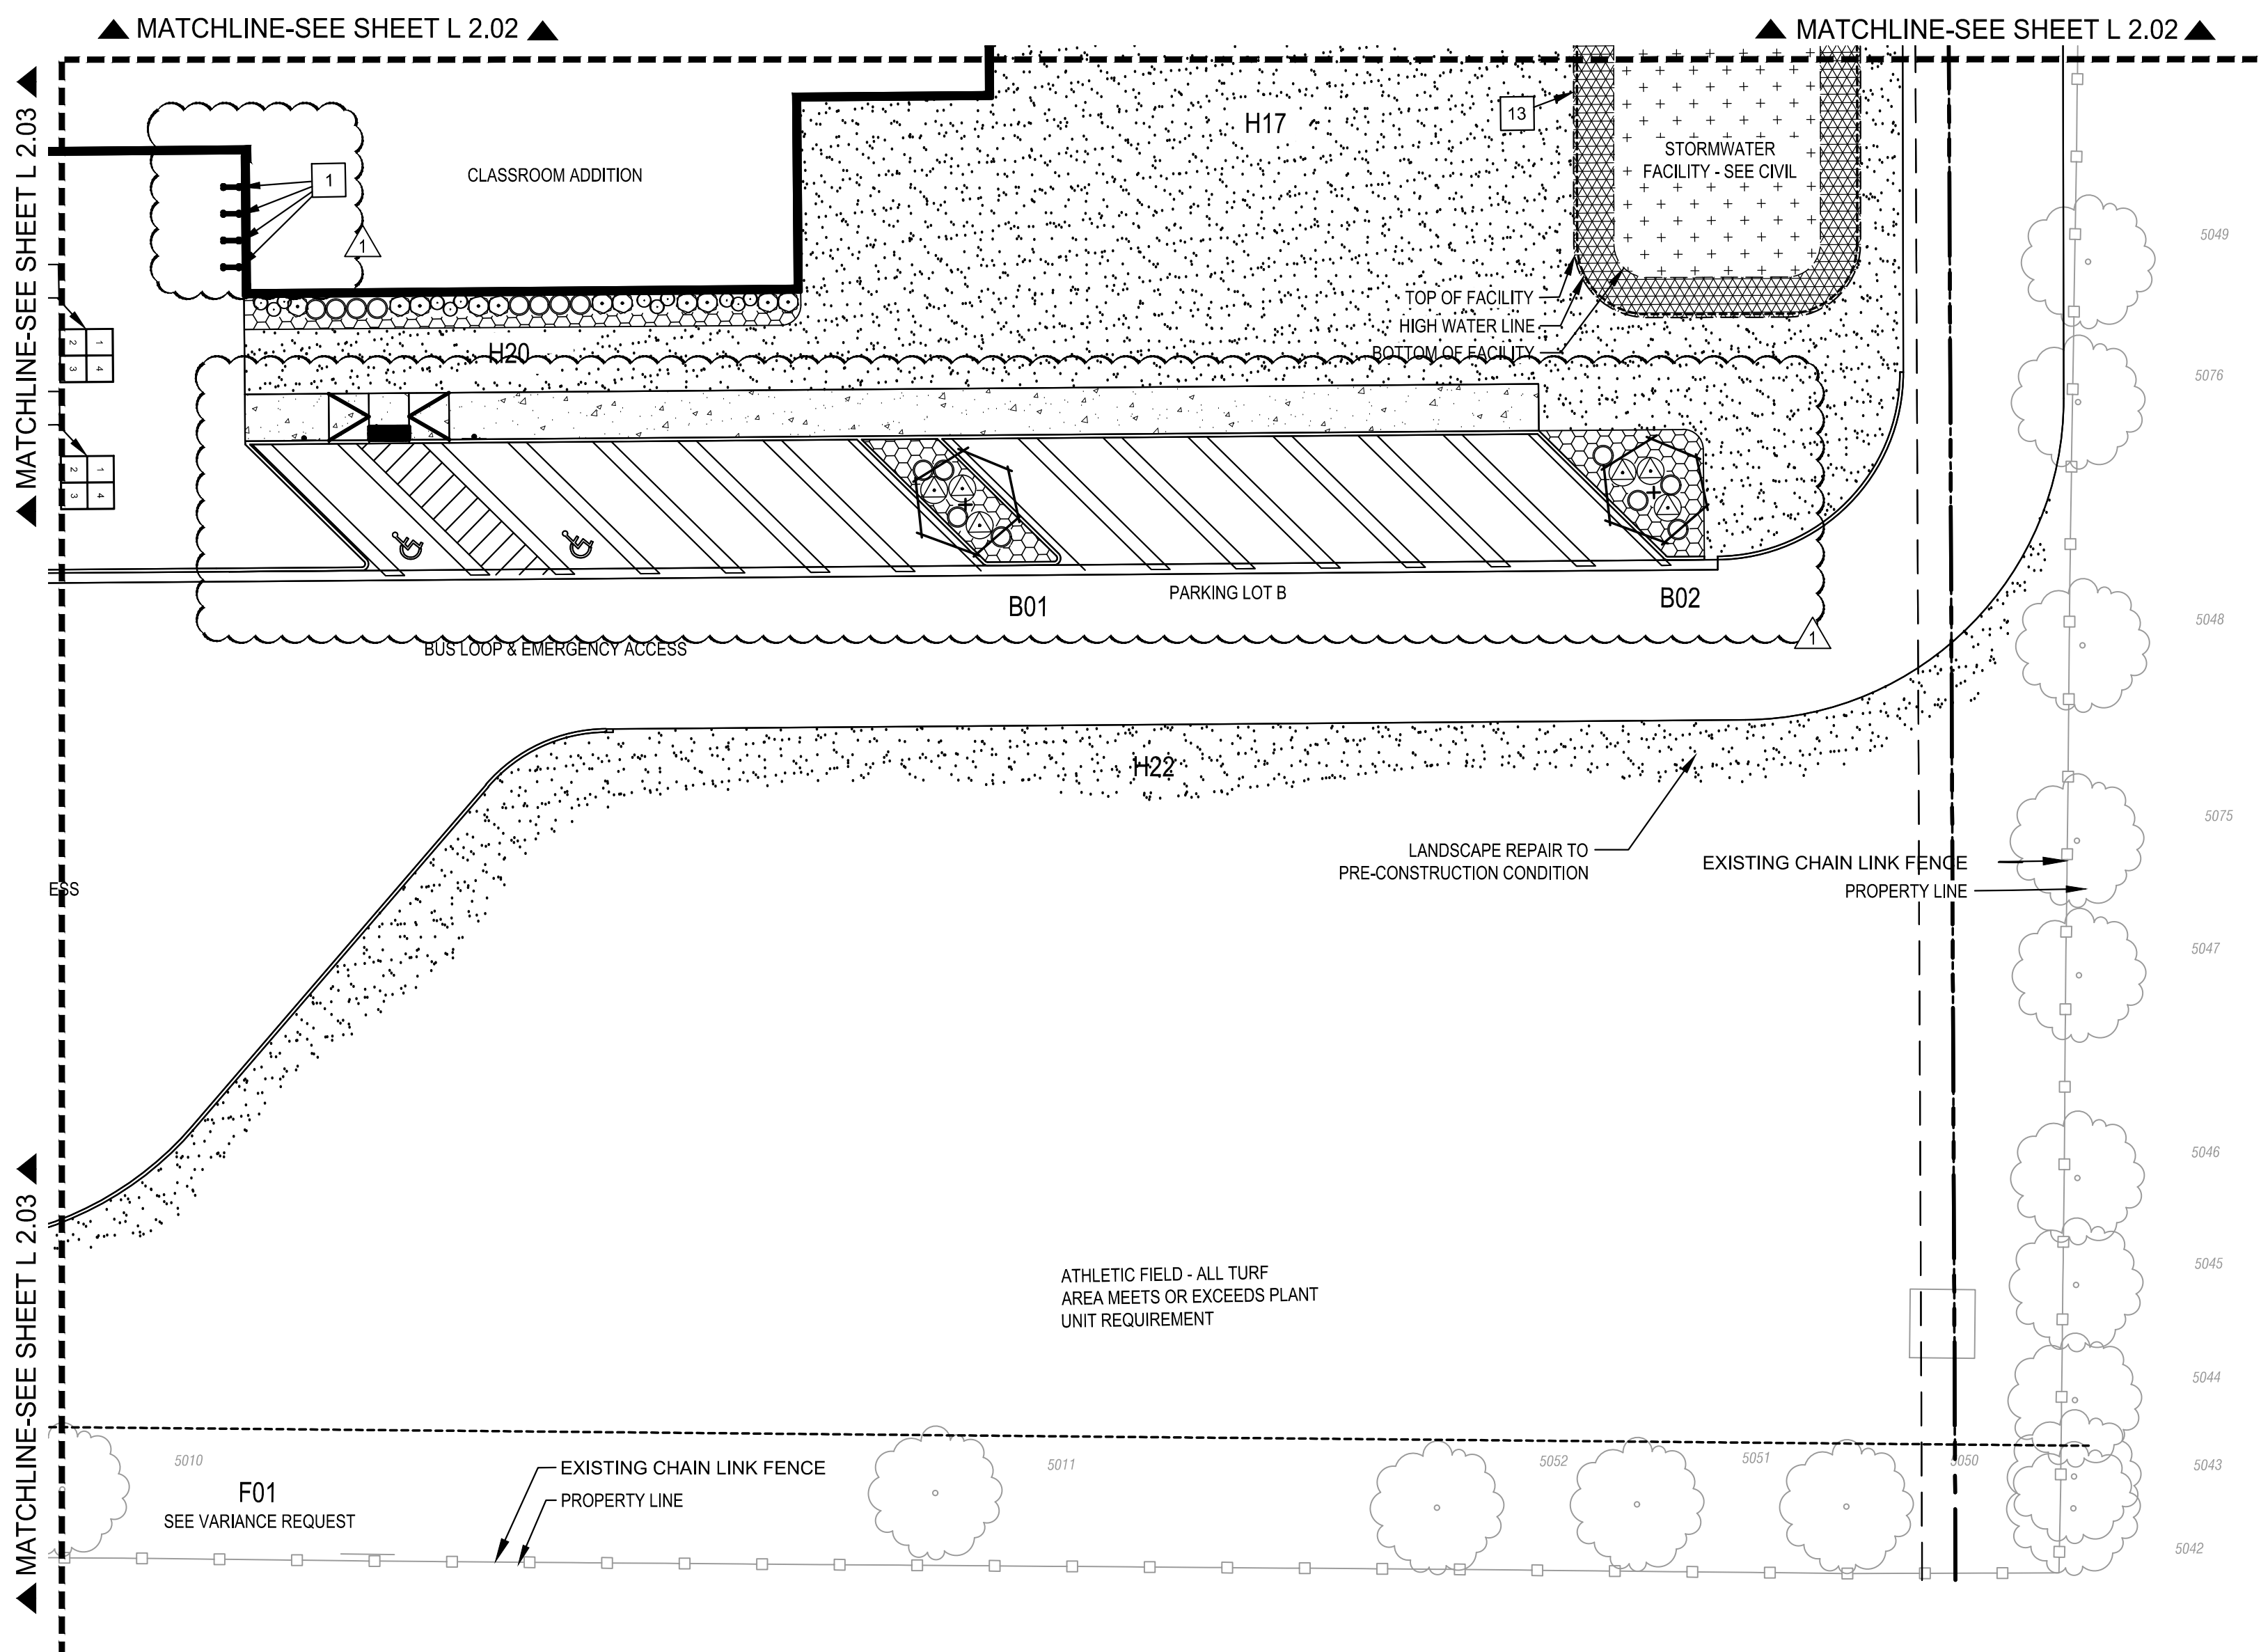 MATCHLINE-SEE SHEET L 2.02
MATCHLINE-SEE SHEET L 2.02
MATCHLINE-SEE SHEET L 2.03
1
CLASSROOM ADDITION
1
H17
13
STORMWATER
FACILITY - SEE CIVIL
5049
TOP OF FACILITY
HIGH WATER LINE
BOTTOM OF FACILITY
H20
2 1
3 4
5076
2 1
3 4
B01
PARKING LOT B
B02
5048
1
BUS LOOP & EMERGENCY ACCESS
H22
5075
LANDSCAPE REPAIR TO
PRE-CONSTRUCTION CONDITION
EXISTING CHAIN LINK FENCE
PROPERTY LINE
ESS
5047
5046
MATCHLINE-SEE SHEET L 2.03
ATHLETIC FIELD - ALL TURF
AREA MEETS OR EXCEEDS PLANT
UNIT REQUIREMENT
5045
5044
5010
F01
SEE VARIANCE REQUEST
EXISTING CHAIN LINK FENCE
PROPERTY LINE
5011
5052
5051
5050
5043
5042